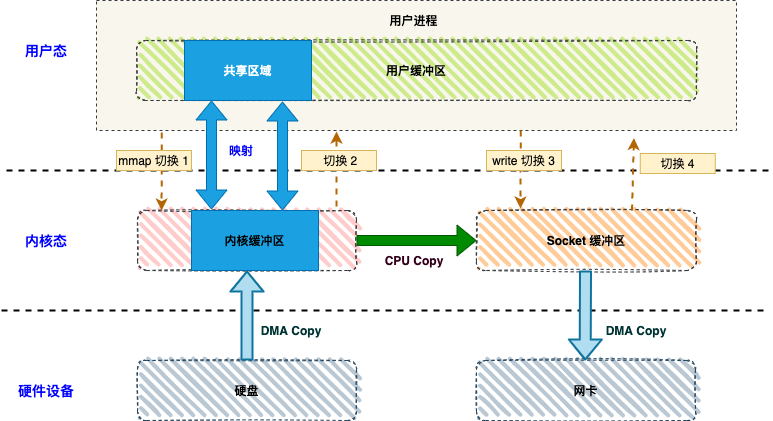 用户进程
用户态
共享区域
用户缓冲区
映射
mmap 切换 1
切换 2
write 切换 3
切换 4
内核态
内核缓冲区
Socket 缓冲区
CPU Copy
DMA Copy
DMA Copy
硬件设备
硬盘
网卡